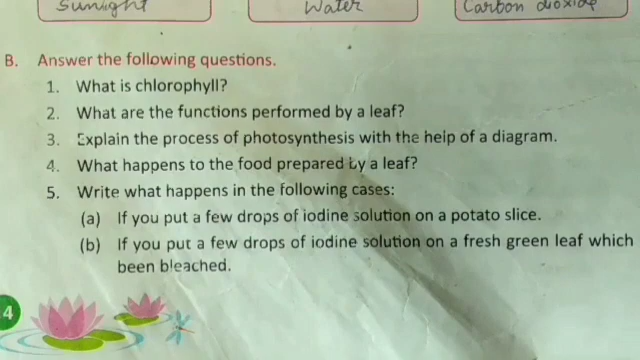 Sunlight Water Carbon dioxide
B. Answer the following questions.
1. What is chlorophyll?
2. What are the functions performed by a leaf?
3. Explain the process of photosynthesis with the help of a diagram.
4. What happens to the food prepared by a leaf?
5. Write what happens in the following cases:
(a) If you put a few drops of iodine solution on a potato slice.
(b) If you put a few drops of iodine solution on a fresh green leaf which
been bleached.
4